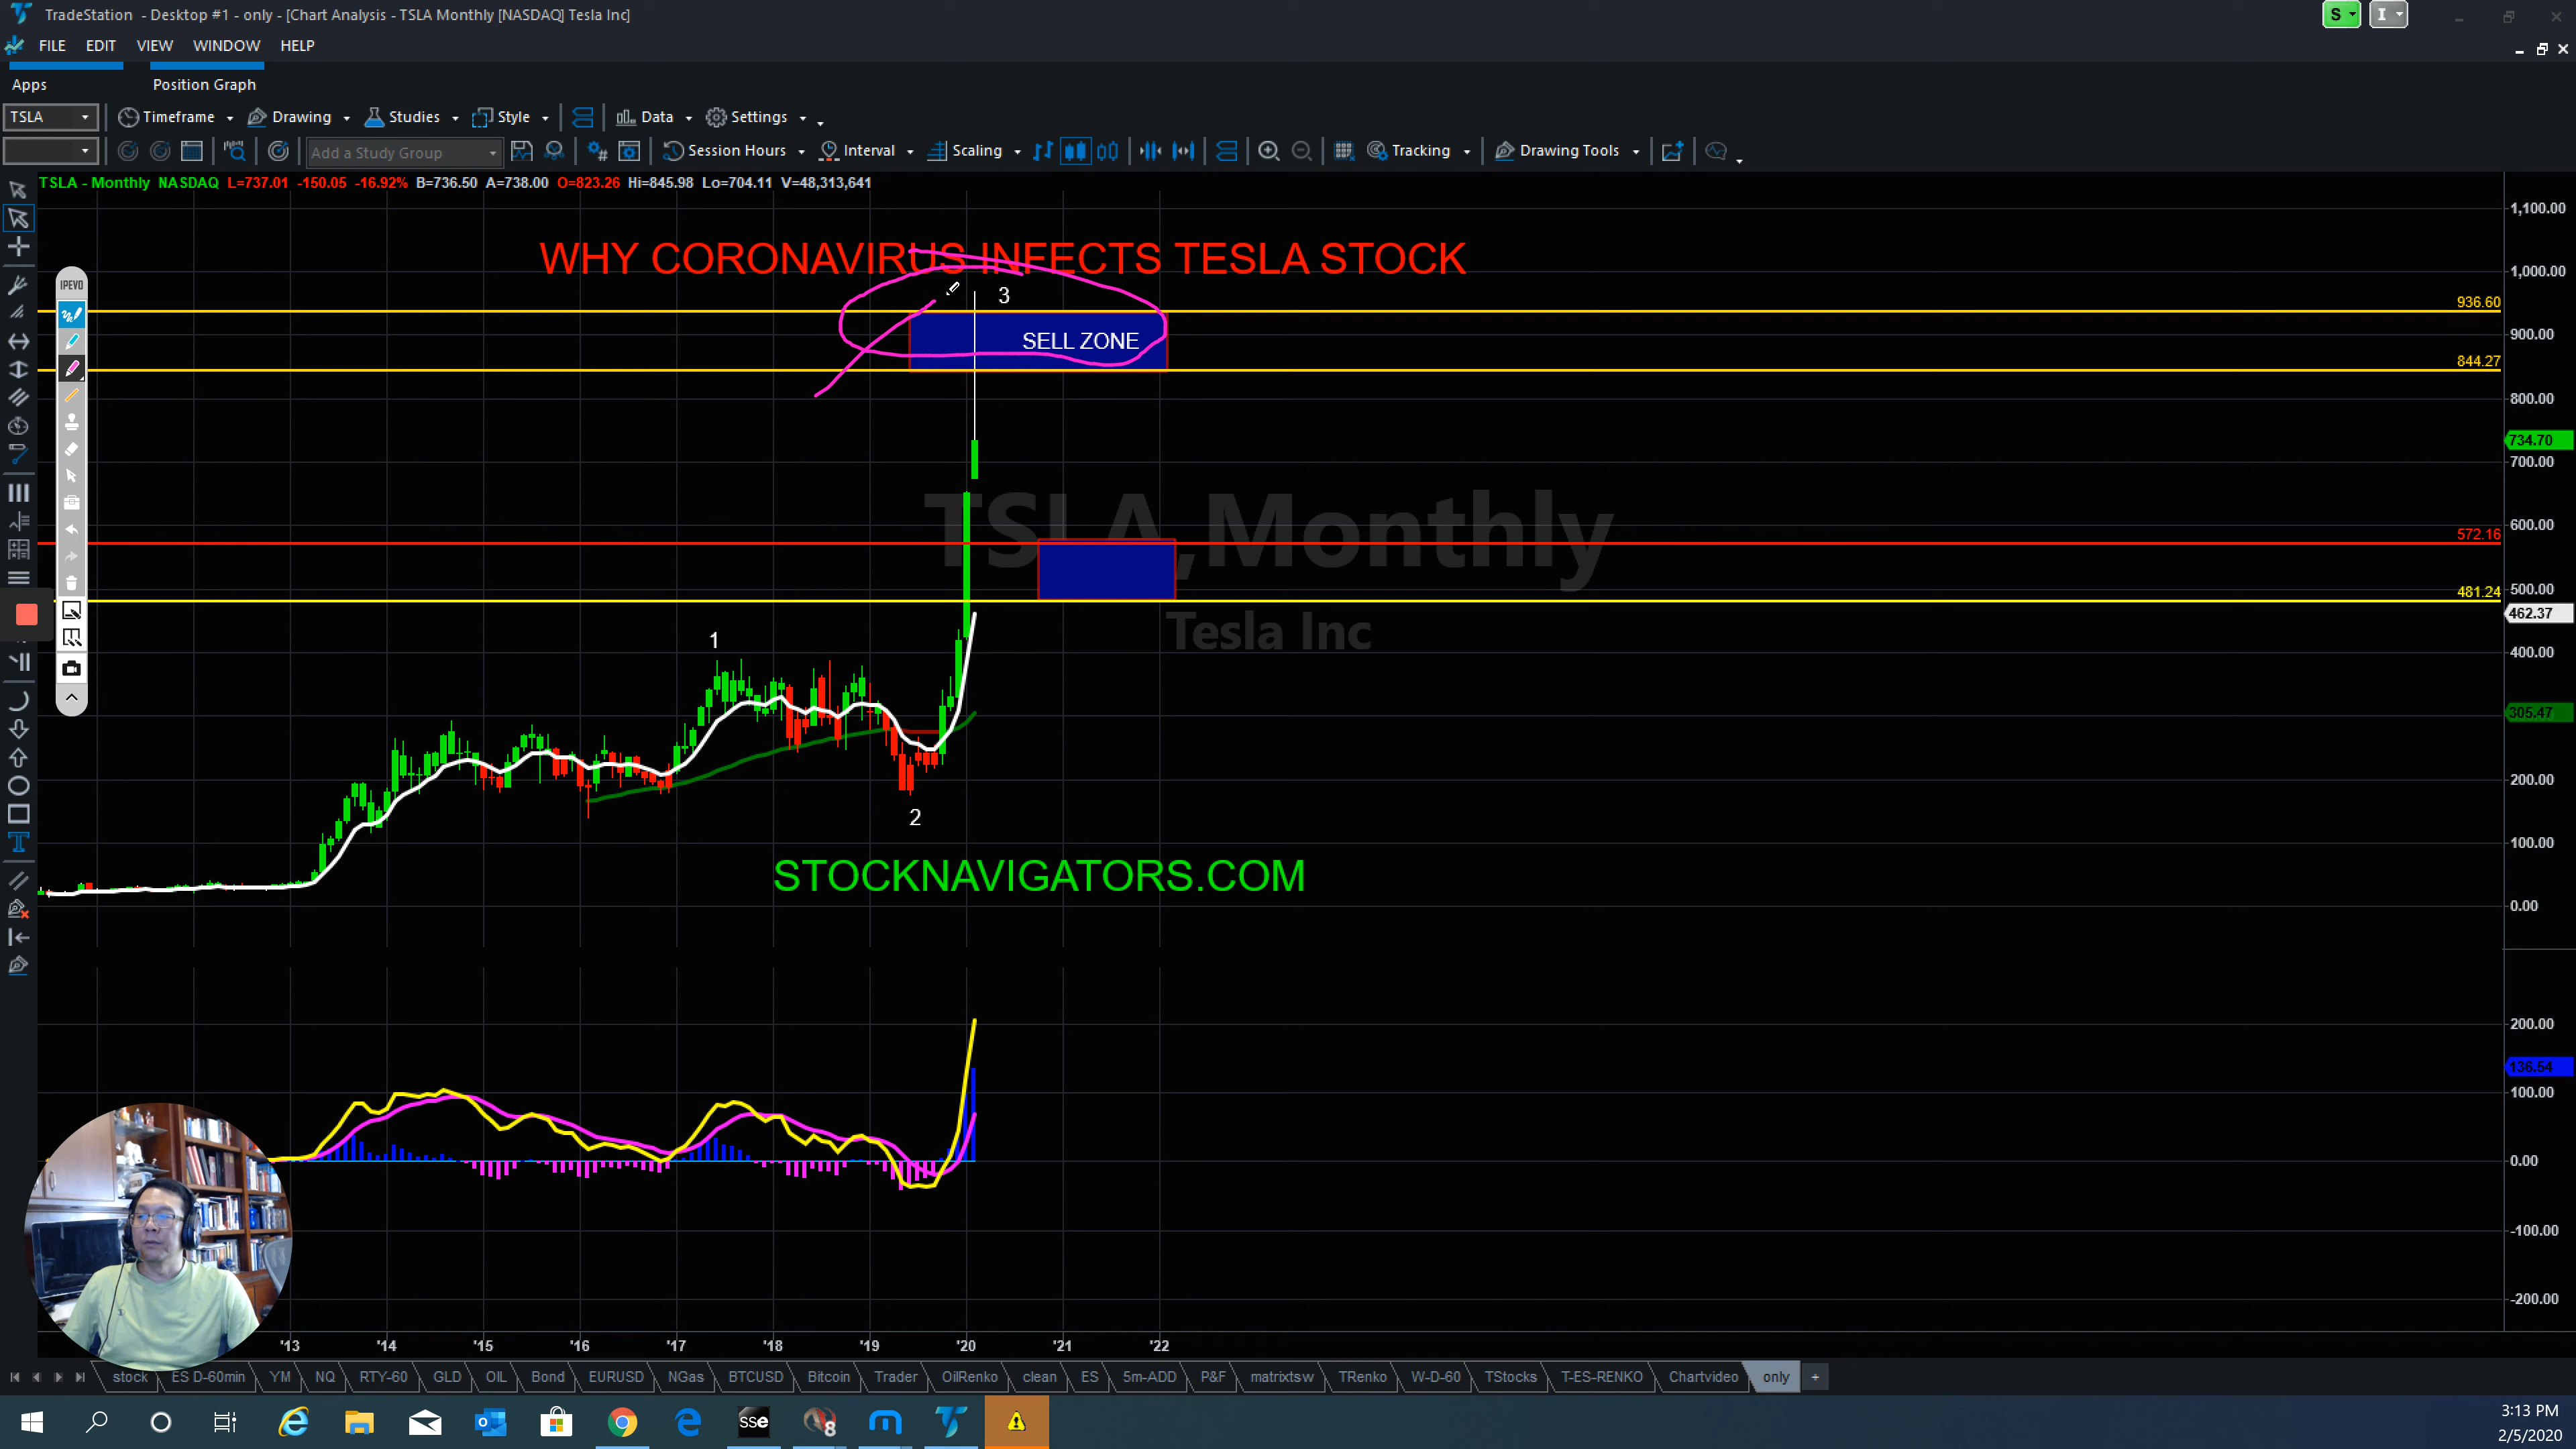 TradeStation - Desktop #1 - only - [Chart Analysis - TSLA Monthly [NASDAQ] Tesla Inc]
S I
FILE EDIT VIEW WINDOW HELP
Apps Position Graph
TSLA Timeframe Drawing Studies Style Data Settings
Add a Study Group Session Hours Interval Scaling Tracking Drawing Tools
TSLA - Monthly NASDAQ L=737.01 -150.05 -16.92% B=736.50 A=738.00 O=823.26 Hi=845.98 Lo=704.11 V=48,313,641
1,100.00
WHY CORONAVIRUS INFECTS TESLA STOCK
1,000.00
IPEVO
3
936.60
900.00
SELL ZONE
844.27
800.00
734.70
700.00
TSLA,Monthly
600.00
572.16
500.00
481.24
462.37
Tesla Inc
1
400.00
305.47
200.00
2
100.00
STOCKNAVIGATORS.COM
0.00
200.00
136.54
100.00
0.00
-100.00
-200.00
'13 '14 '15 '16 '17 '18 '19 '20 '21 '22
stock ES D-60min YM NQ RTY-60 GLD OIL Bond EURUSD NGas BTCUSD Bitcoin Trader OilRenko clean ES 5m-ADD P&F matrixtsw TRenko W-D-60 TStocks T-ES-RENKO Chartvideo only +
sse 8
3:13 PM
2/5/2020